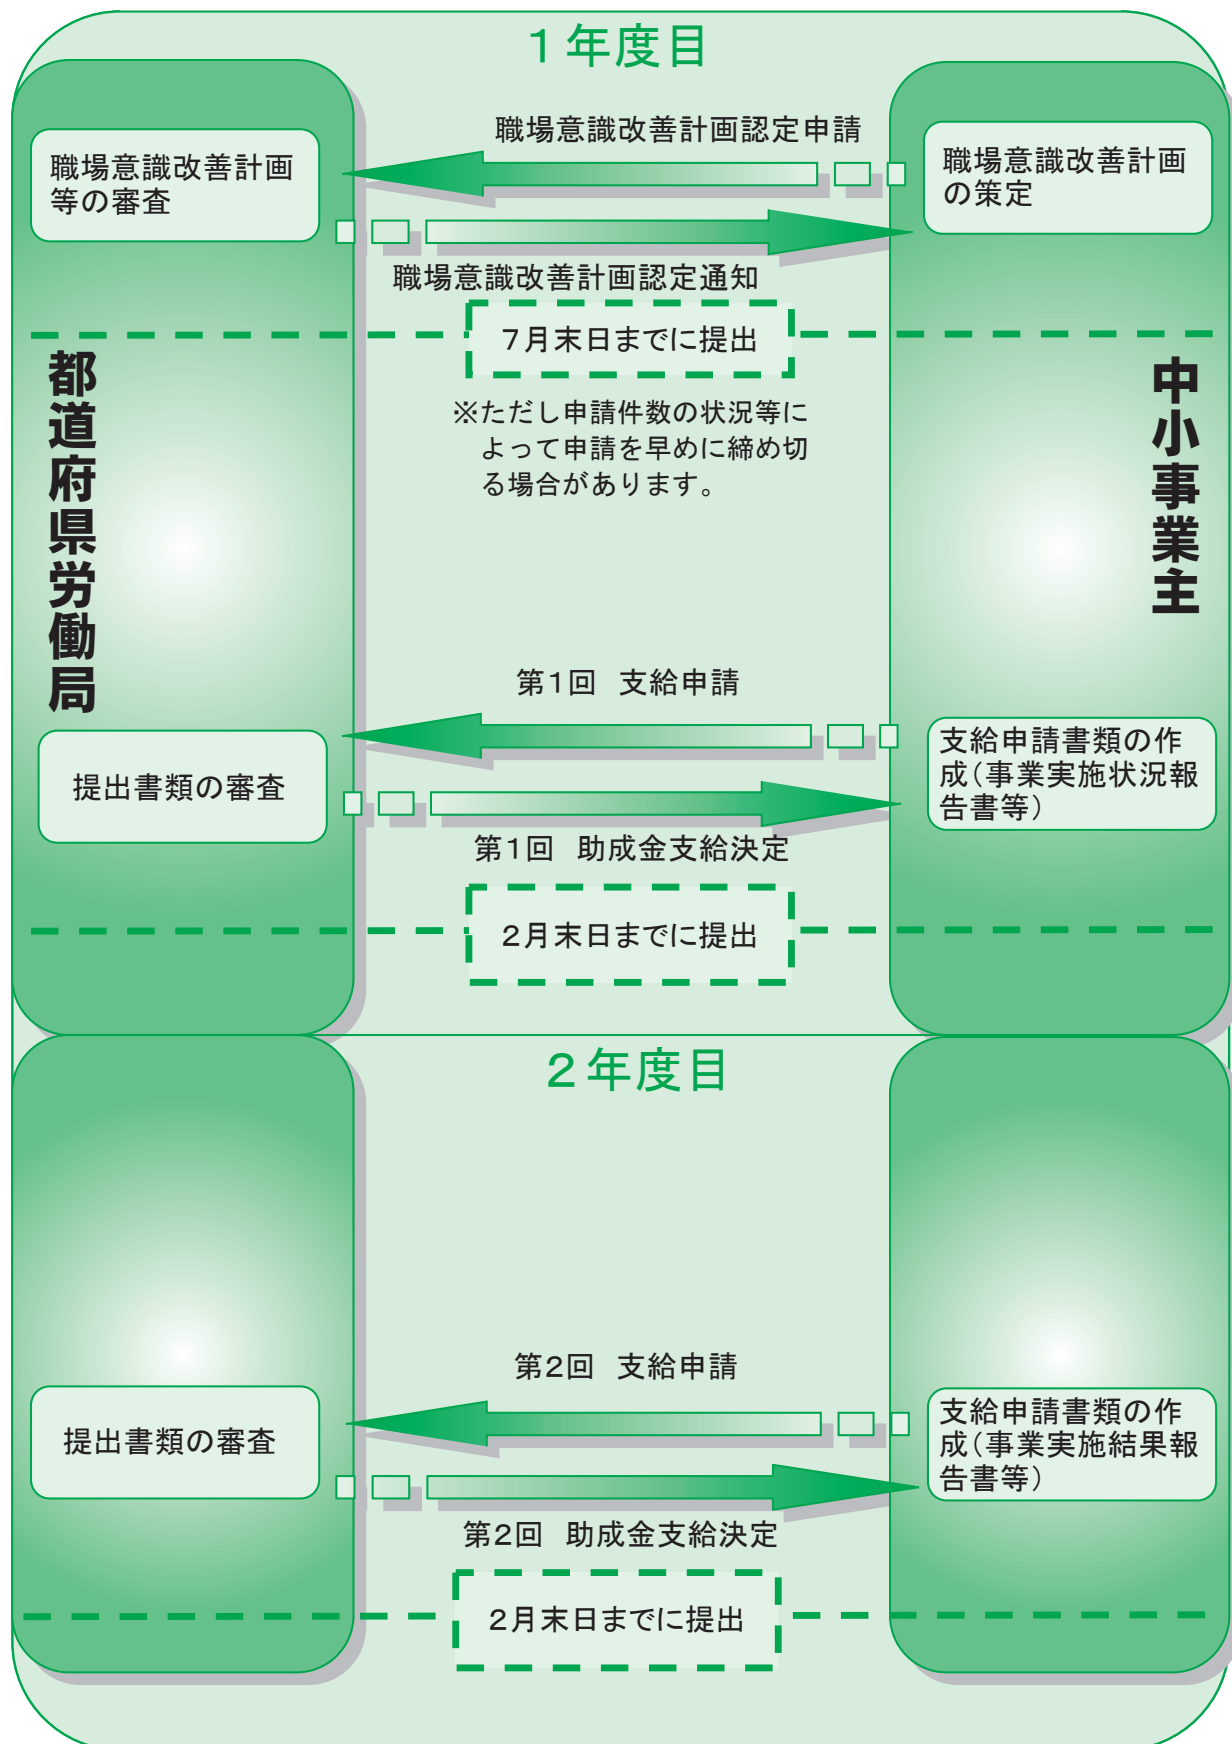 １年度目
職場意識改善計画認定申請
職場意識改善計画
等の審査
職場意識改善計画
の策定
職場意識改善計画認定通知
７月末日までに提出
※ただし申請件数の状況等に
よって申請を早めに締め切
る場合があります。
都道府県労働局
中小事業主
第１回　支給申請
提出書類の審査
支給申請書類の作
成（事業実施状況報
告書等）
第１回　助成金支給決定
２月末日までに提出
２年度目
第２回　支給申請
提出書類の審査
支給申請書類の作
成（事業実施結果報
告書等）
第２回　助成金支給決定
２月末日までに提出